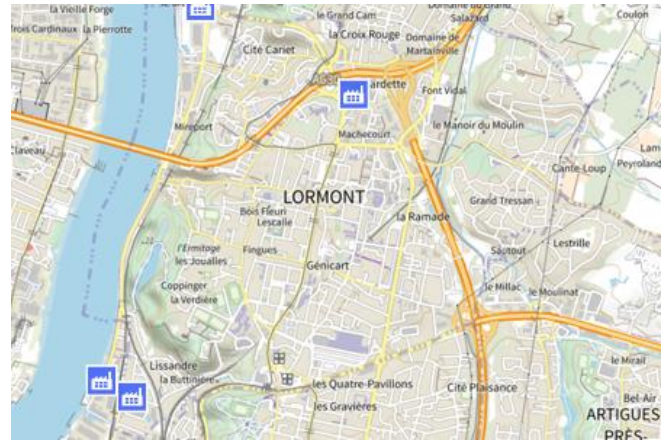 la Vieille Forge
le Grand Cam
Domaine du Grand
Salazard
Coulon
rois Cardinaux
la Pierrotte
la Croix Rouge
Cité Cariet
Domaine de
Martainville
ardette
Font Vidal
Mireport
Machecourt
le Manoir du Moulin
Claveau
Lam
Peyroland
Cante-Loup
LORMONT
Grand Tressan
Bois Fleuri
Lescalle
la Ramade
l'Ermitage
les Joualles
Fingues
Sautout
Lestrille
Génicart
Coppinger
la Verdière
le Millac
le Moulinat
Lissandre
la Buttinière
le Mirail
les Quatre-Pavillons
Cité Plaisance
Bel-Air
les Gravières
ARTIGUES
PRÈS-